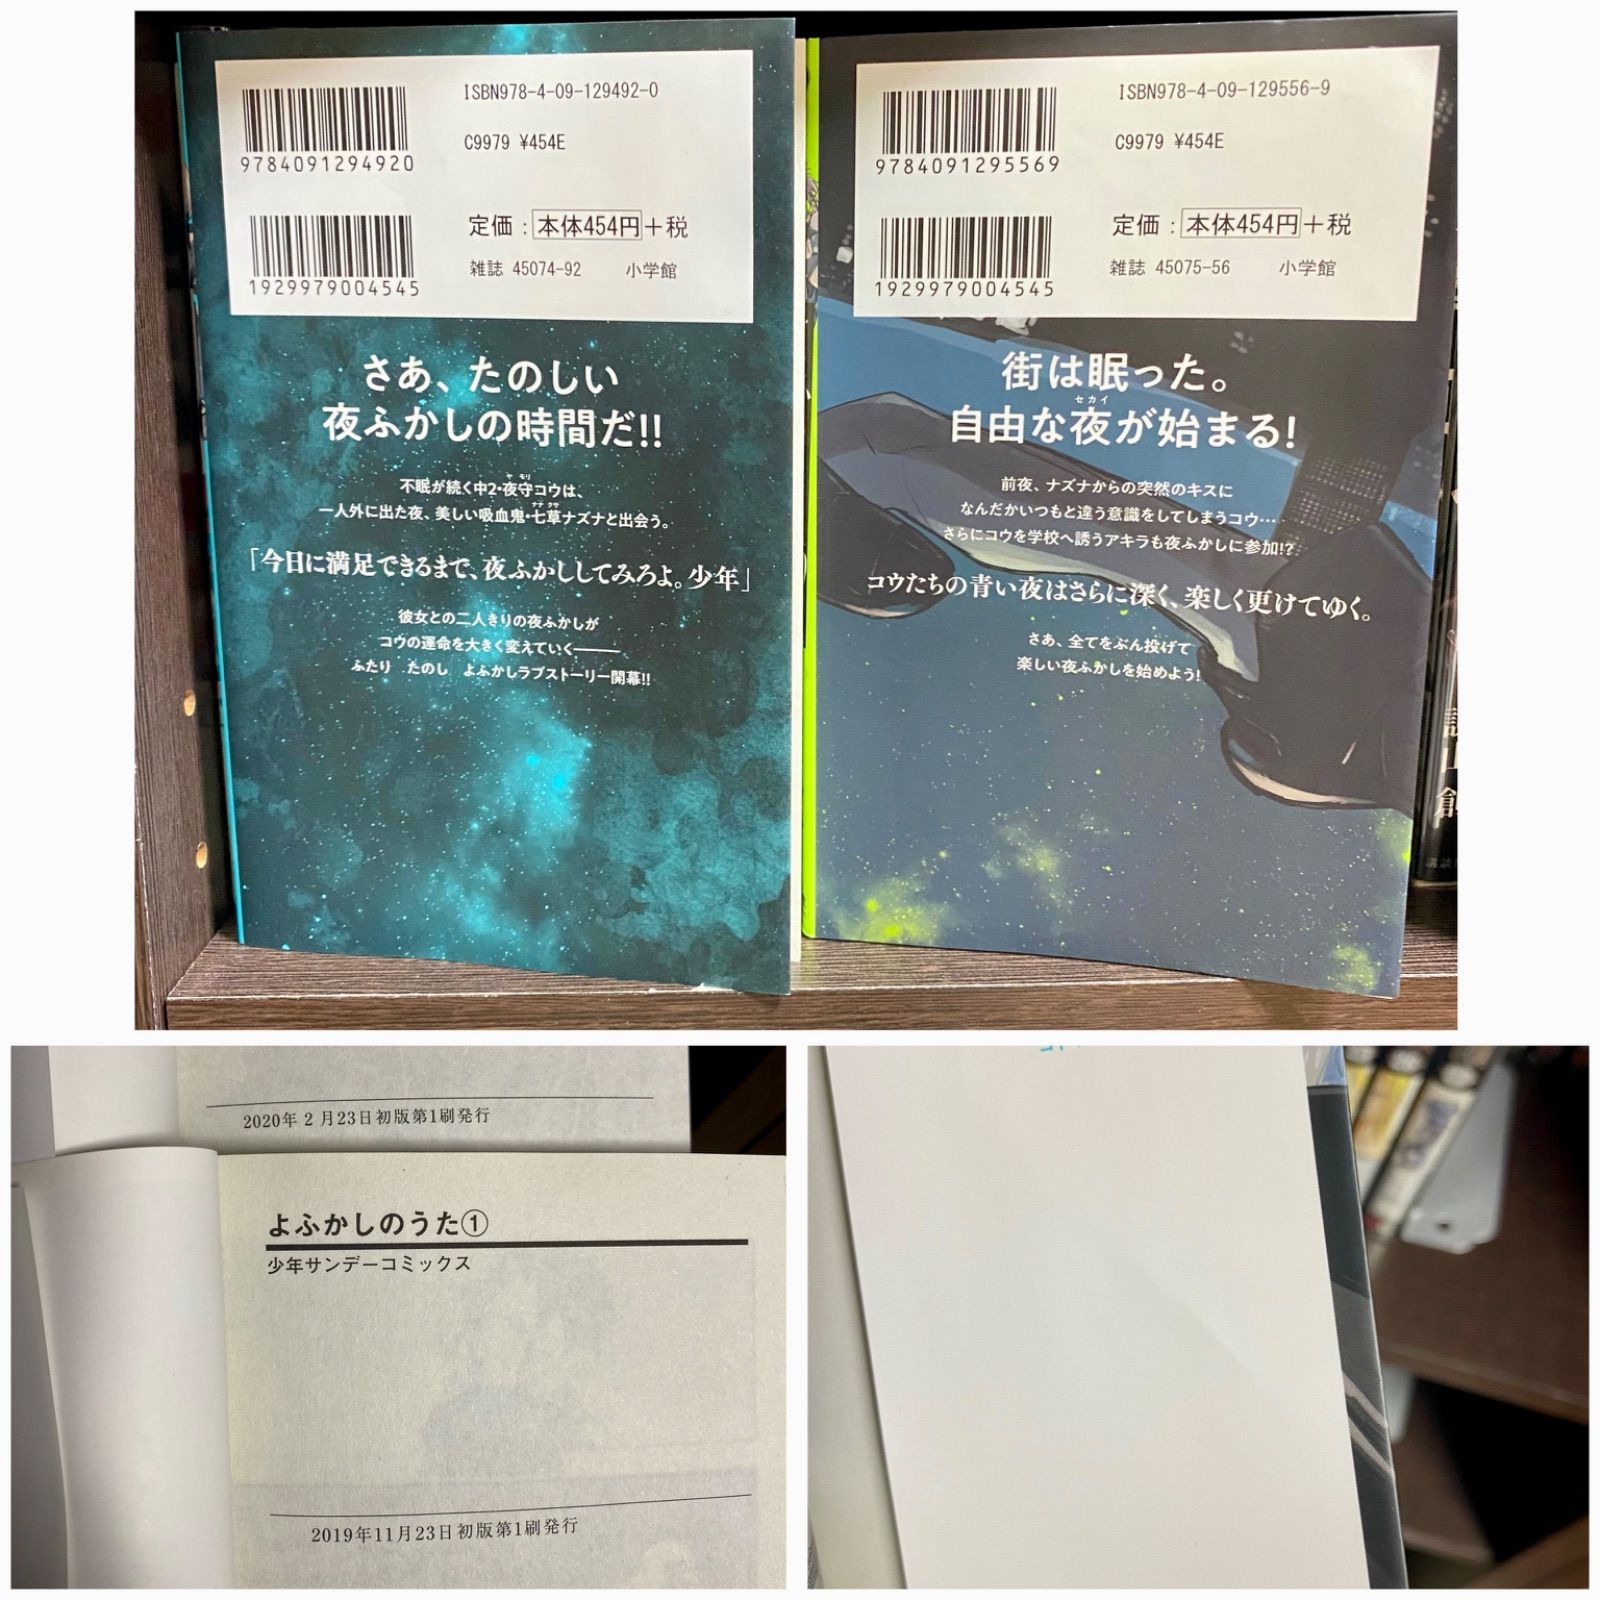 ISBN978-4-09-129492-0
9784091294920
C9979 ¥454E
定価：本体454円＋税
1929979004545
雑誌 45074-92 小学館
さあ、たのしい
夜ふかしの時間だ!!
ヤ モリ
不眠が続く中2・夜守コウは、
ナナ クサ
一人外に出た夜、美しい吸血鬼・七草ナズナと出会う。
「今日に満足できるまで、夜ふかししてみろよ。少年」
彼女との二人きりの夜ふかしが
コウの運命を大きく変えていく――
ふたり たのし よふかしラブストーリー開幕!!
ISBN978-4-09-129556-9
9784091295569
C9979 ¥454E
定価：本体454円＋税
1929979004545
雑誌 45075-56 小学館
街は眠った。
セカイ
自由な夜が始まる!
前夜、ナズナからの突然のキスに
なんだかいつもと違う意識をしてしまうコウ…
さらにコウを学校へ誘うアキラも夜ふかしに参加!?
コウたちの青い夜はさらに深く、楽しく更けてゆく。
さあ、全てをぶん投げて
楽しい夜ふかしを始めよう!
2020年 2 月23日初版第1刷発行
よふかしのうた①
少年サンデーコミックス
2019年11月23日初版第1刷発行